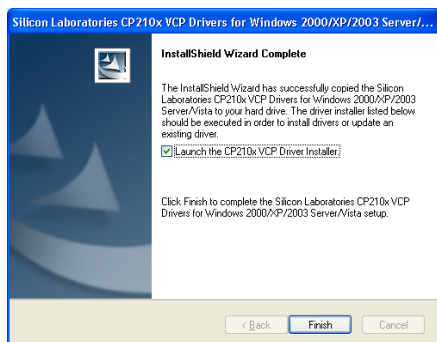 Silicon Laboratories CP210x VCP Drivers for Windows 2000/XP/2003 Server/...
InstallShield Wizard Complete
The InstallShield Wizard has successfully copied the Silicon
Laboratories CP210x VCP Drivers for Windows 2000/XP/2003
Server/Vista to your hard drive. The driver installer listed below
should be executed in order to install drivers or update an
existing driver.
Launch the CP210x VCP Driver Installer.
Click Finish to complete the Silicon Laboratories CP210x VCP
Drivers for Windows 2000/XP/2003 Server/Vista setup.
< Back
Finish
Cancel